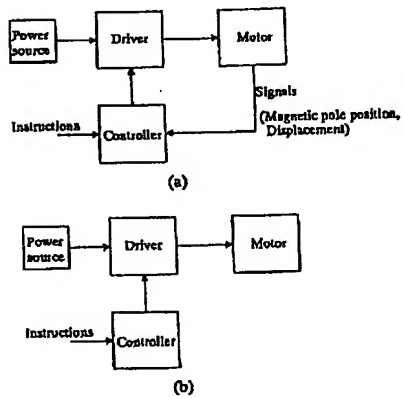 Power
source
Driver
Motor
Signals
(Magnetic pole position,
Displacement)
Instructions
Controller
(a)
Power
source
Driver
Motor
Instructions
Controller
(b)